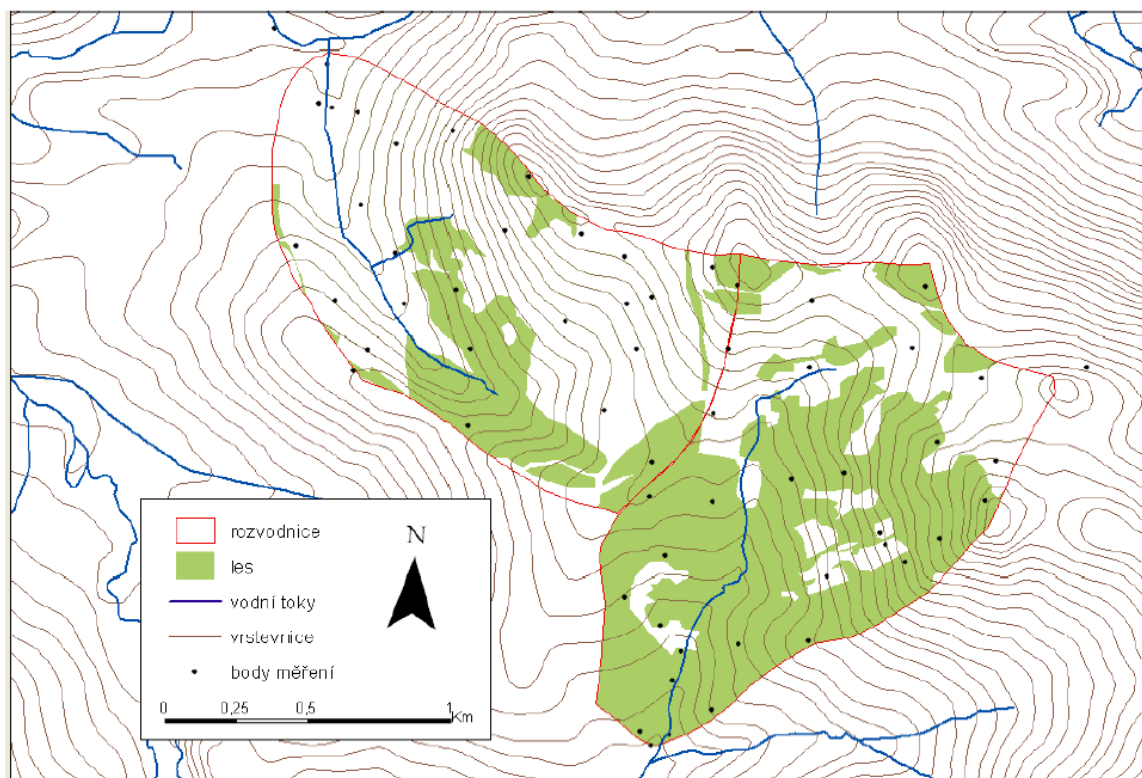 rozvodnice
les
N
vodní toky
vrstevnice
body měření
0 0,25 0,5 1
Km